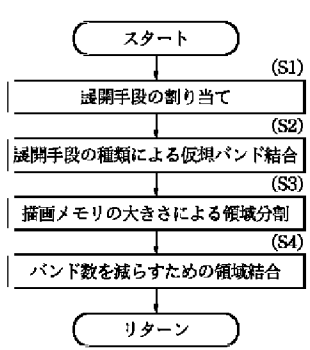 スタート
(S1)
展開手段の割り当て
(S2)
展開手段の種類による仮想バンド結合
(S3)
描画メモリの大きさによる領域分割
(S4)
バンド数を減らすための領域結合
リターン